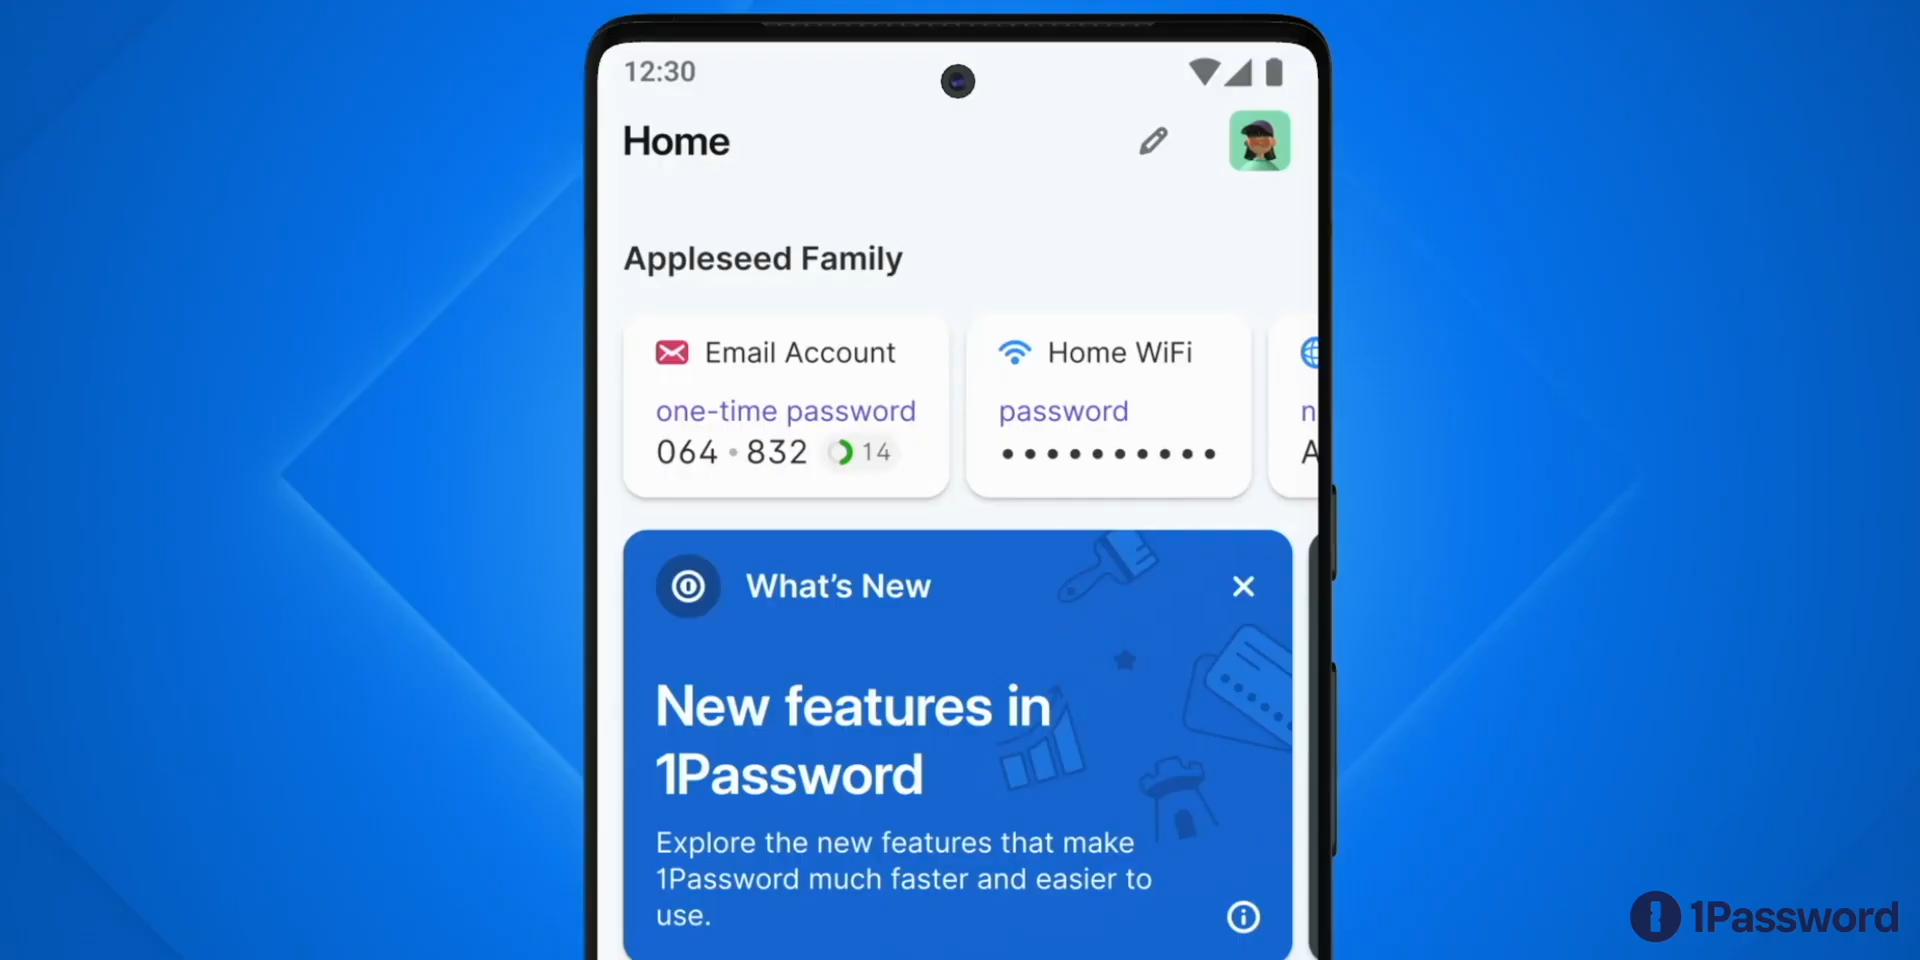 12:30
Home
Appleseed Family
Email Account
one-time password
064 • 832 14
Home WiFi
password
••••••••••
n
A
What's New
New features in
1Password
Explore the new features that make
1Password much faster and easier to
use.
1Password